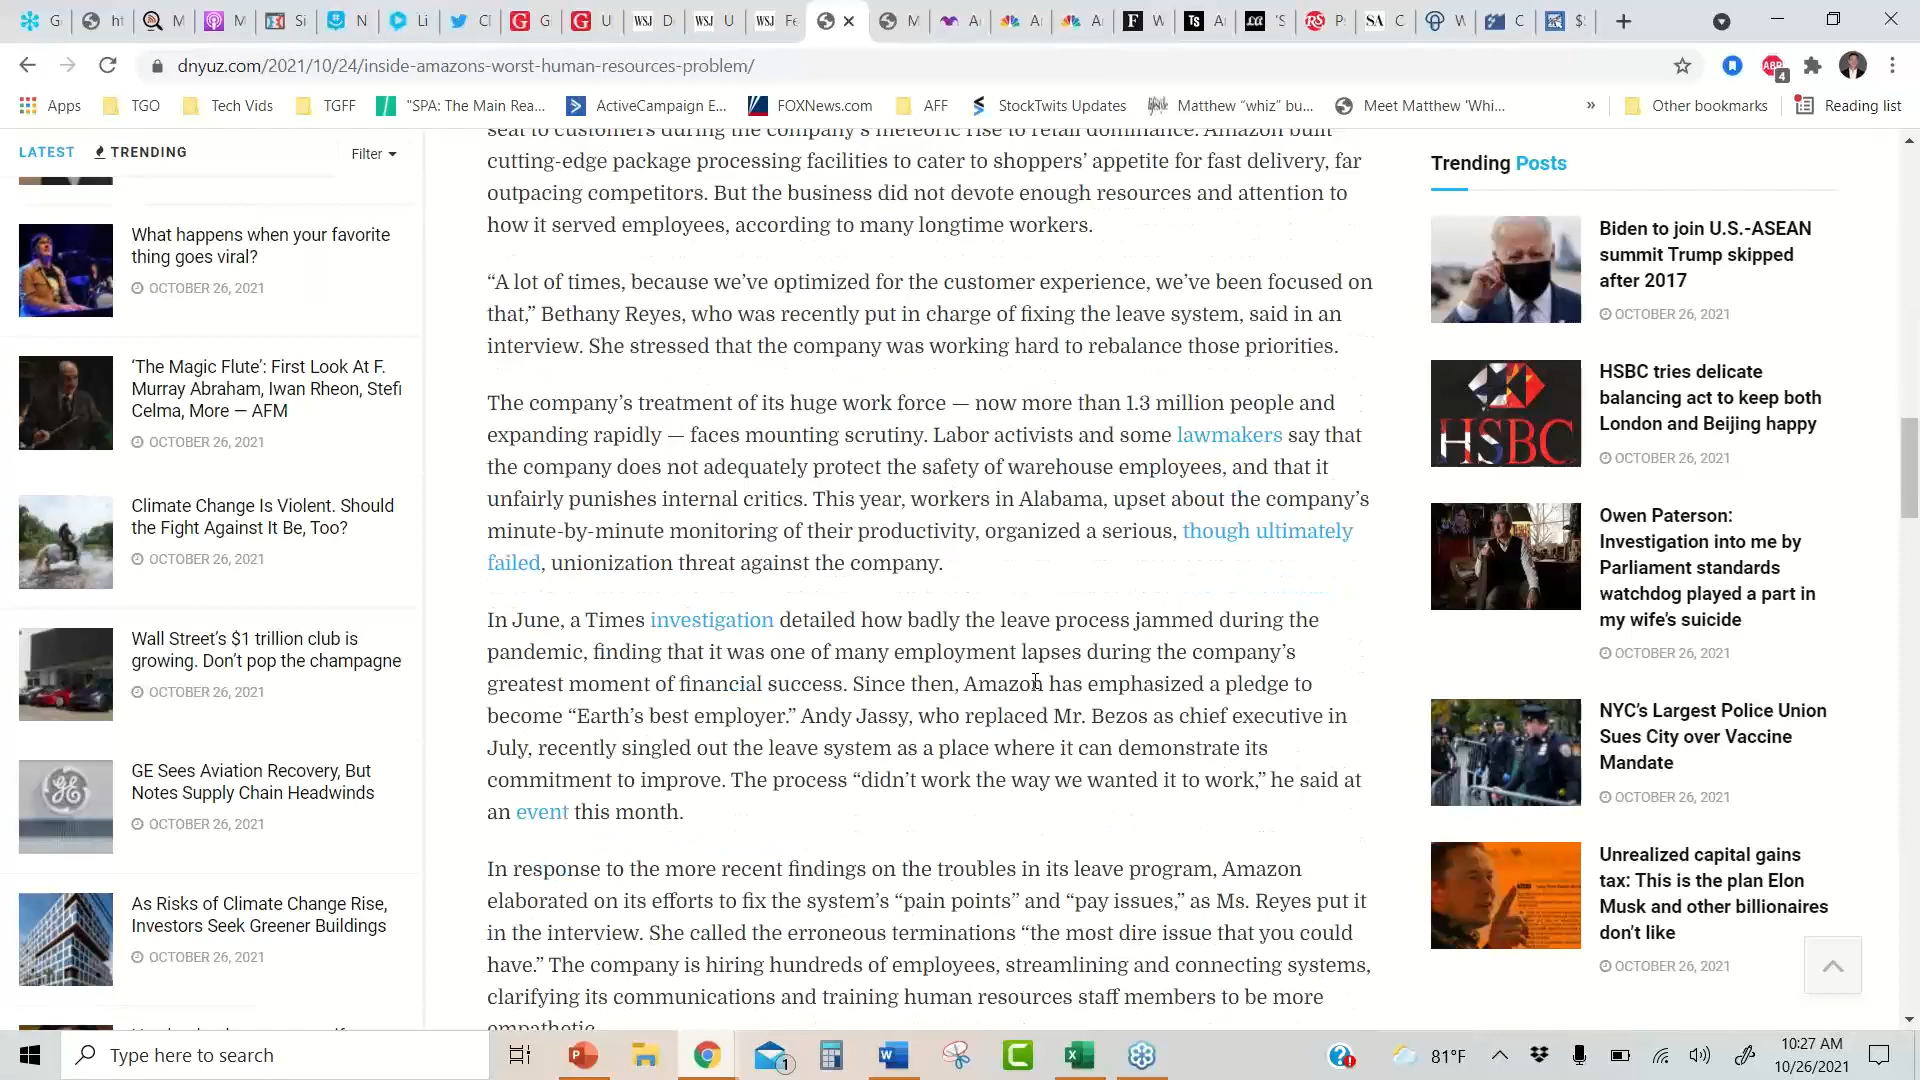 G
ht
M
M
Si
N
Li
Cl
G
U
WSJ D
WSJ U
WSJ Fe
M
A
A
A
W
A
'S
P
SA C
W
C
$
dnyuz.com/2021/10/24/inside-amazons-worst-human-resources-problem/
ABP
4
Apps
TGO
Tech Vids
TGFF
"SPA: The Main Rea...
ActiveCampaign E...
FOXNews.com
AFF
StockTwits Updates
Matthew “whiz” bu...
Meet Matthew 'Whi...
»
Other bookmarks
Reading list
LATEST
TRENDING
Filter
What happens when your favorite
thing goes viral?
OCTOBER 26, 2021
‘The Magic Flute’: First Look At F.
Murray Abraham, Iwan Rheon, Stefi
Celma, More — AFM
OCTOBER 26, 2021
Climate Change Is Violent. Should
the Fight Against It Be, Too?
OCTOBER 26, 2021
Wall Street’s $1 trillion club is
growing. Don’t pop the champagne
OCTOBER 26, 2021
GE Sees Aviation Recovery, But
Notes Supply Chain Headwinds
OCTOBER 26, 2021
As Risks of Climate Change Rise,
Investors Seek Greener Buildings
OCTOBER 26, 2021
seat to customers during the company’s meteoric rise to retail dominance. Amazon built
cutting-edge package processing facilities to cater to shoppers’ appetite for fast delivery, far
outpacing competitors. But the business did not devote enough resources and attention to
how it served employees, according to many longtime workers.
“A lot of times, because we’ve optimized for the customer experience, we’ve been focused on
that,” Bethany Reyes, who was recently put in charge of fixing the leave system, said in an
interview. She stressed that the company was working hard to rebalance those priorities.
The company’s treatment of its huge work force — now more than 1.3 million people and
expanding rapidly — faces mounting scrutiny. Labor activists and some lawmakers say that
the company does not adequately protect the safety of warehouse employees, and that it
unfairly punishes internal critics. This year, workers in Alabama, upset about the company’s
minute-by-minute monitoring of their productivity, organized a serious, though ultimately
failed, unionization threat against the company.
In June, a Times investigation detailed how badly the leave process jammed during the
pandemic, finding that it was one of many employment lapses during the company’s
greatest moment of financial success. Since then, Amazon has emphasized a pledge to
become “Earth’s best employer.” Andy Jassy, who replaced Mr. Bezos as chief executive in
July, recently singled out the leave system as a place where it can demonstrate its
commitment to improve. The process “didn’t work the way we wanted it to work,” he said at
an event this month.
In response to the more recent findings on the troubles in its leave program, Amazon
elaborated on its efforts to fix the system’s “pain points” and “pay issues,” as Ms. Reyes put it
in the interview. She called the erroneous terminations “the most dire issue that you could
have.” The company is hiring hundreds of employees, streamlining and connecting systems,
clarifying its communications and training human resources staff members to be more
empathetic.
Trending Posts
Biden to join U.S.-ASEAN
summit Trump skipped
after 2017
OCTOBER 26, 2021
HSBC
HSBC tries delicate
balancing act to keep both
London and Beijing happy
OCTOBER 26, 2021
Owen Paterson:
Investigation into me by
Parliament standards
watchdog played a part in
my wife’s suicide
OCTOBER 26, 2021
NYC’s Largest Police Union
Sues City over Vaccine
Mandate
OCTOBER 26, 2021
Unrealized capital gains
tax: This is the plan Elon
Musk and other billionaires
don’t like
OCTOBER 26, 2021
Type here to search
1
81°F
10:27 AM
10/26/2021